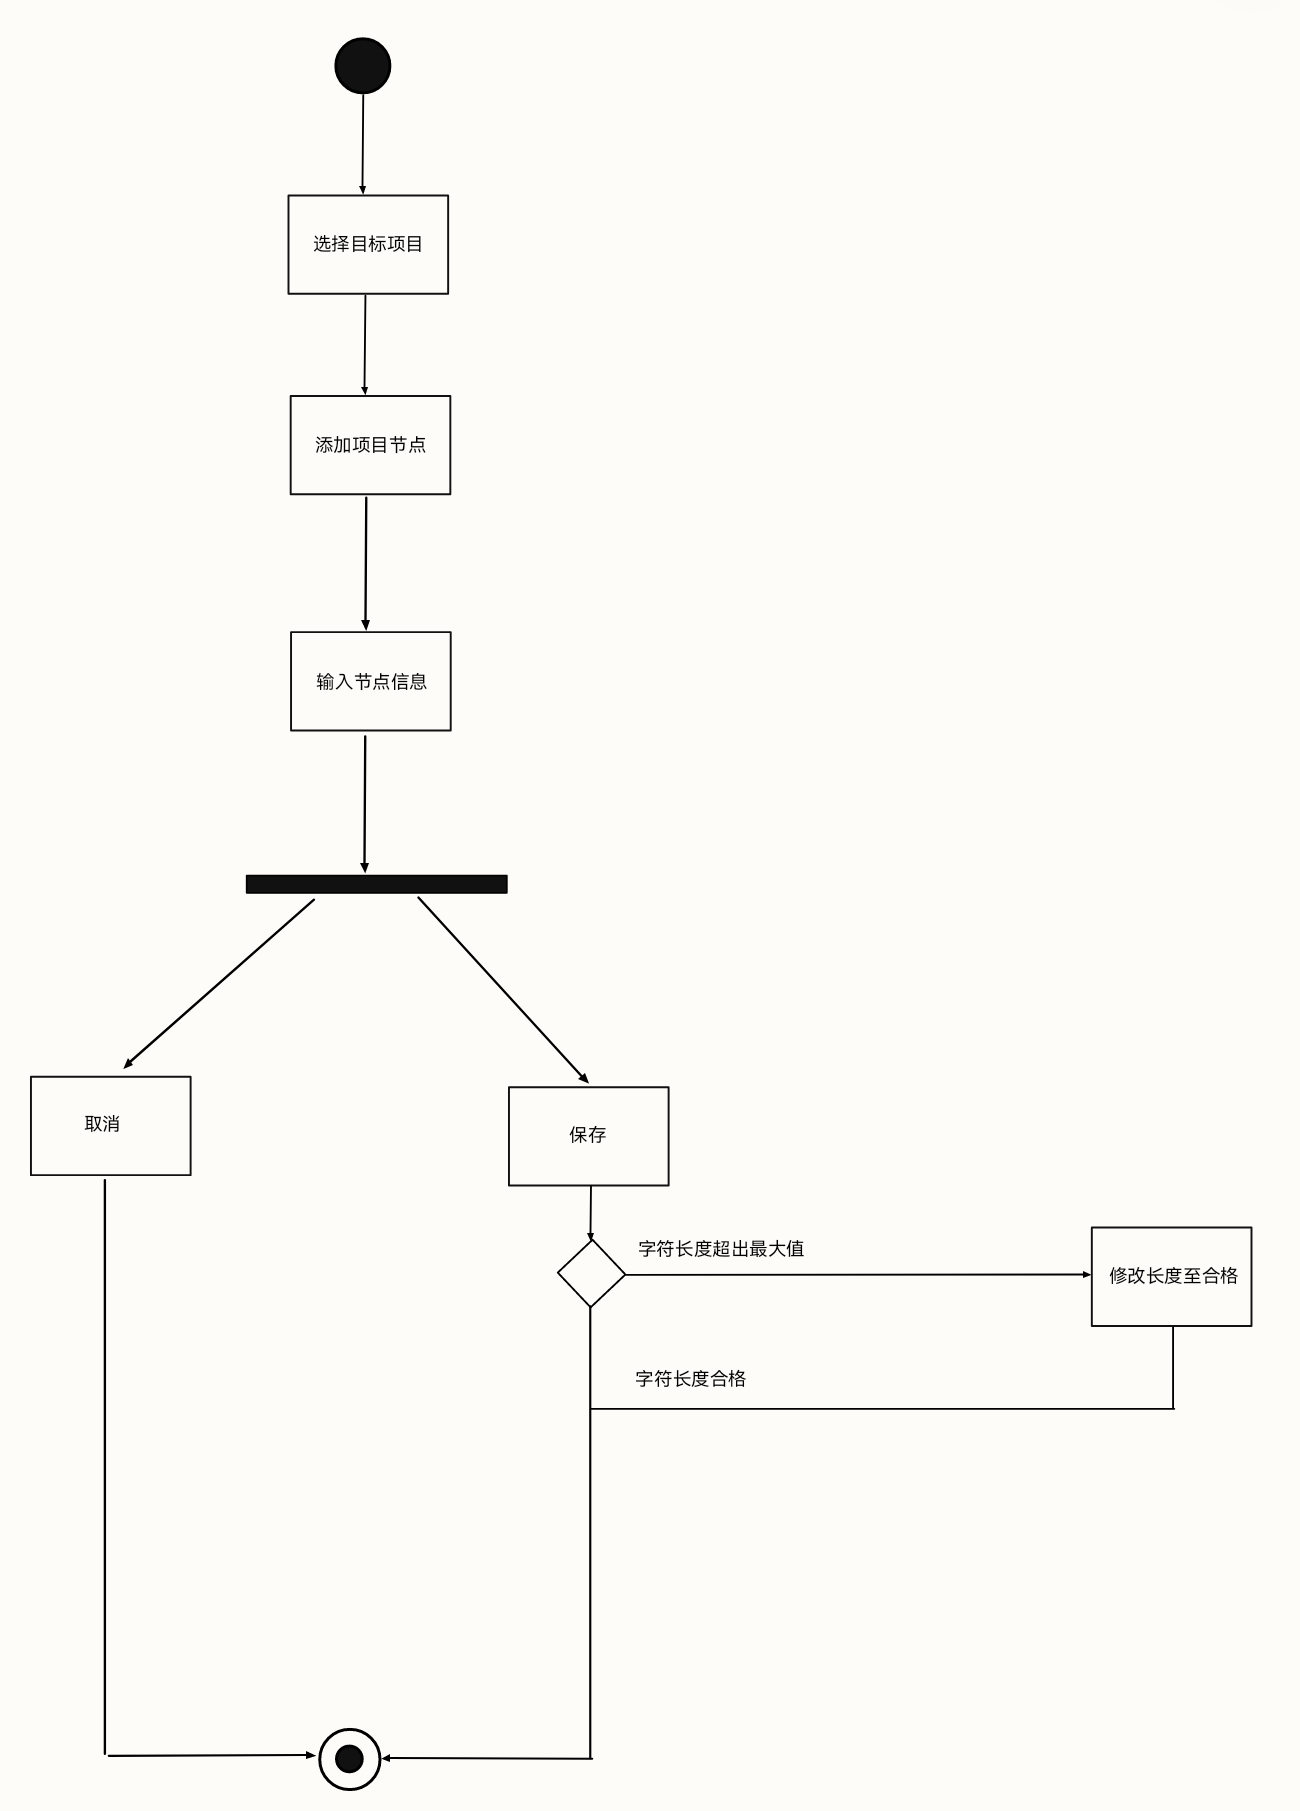 选择目标项目
添加项目节点
输入节点信息
取消
保存
字符长度超出最大值
修改长度至合格
字符长度合格